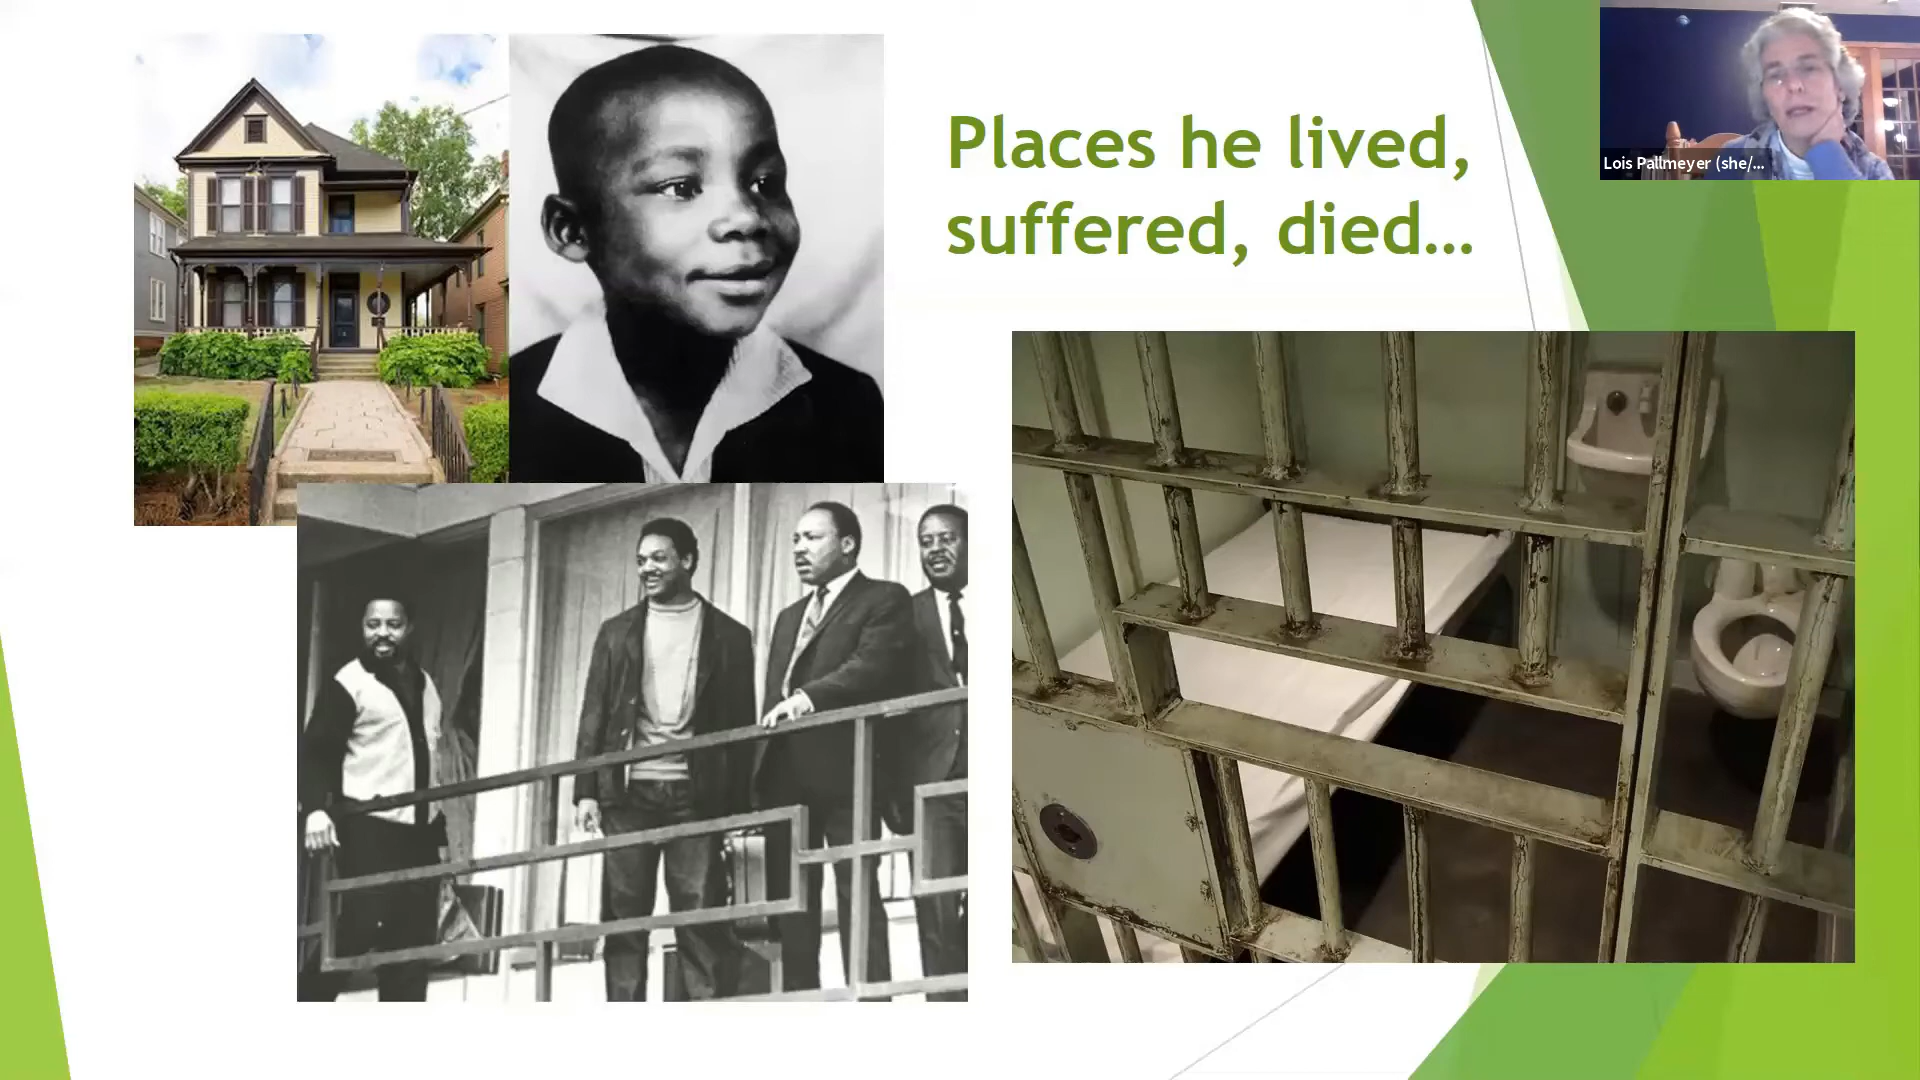 Places he lived,
suffered, died...
Lois Pallmeyer (she/...